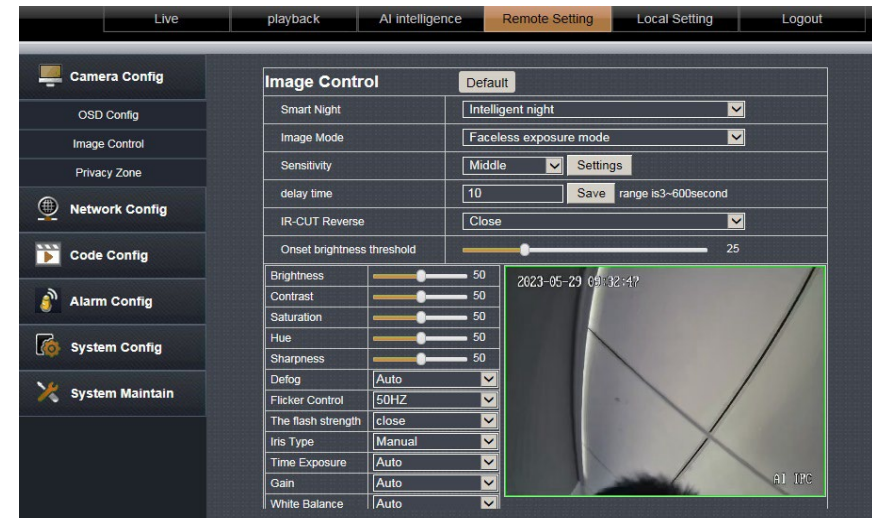 Live playback AI intelligence Remote Setting Local Setting Logout
Camera Config
OSD Config
Image Control
Privacy Zone
Network Config
Code Config
Alarm Config
System Config
System Maintain
Image Control Default
Smart Night Intelligent night
Image Mode Faceless exposure mode
Sensitivity Middle Settings
delay time 10 Save range is3~600second
IR-CUT Reverse Close
Onset brightness threshold 25
Brightness 50
Contrast 50
Saturation 50
Hue 50
Sharpness 50
Defog Auto
Flicker Control 50HZ
The flash strength close
Iris Type Manual
Time Exposure Auto
Gain Auto
White Balance Auto
2023-05-29 09:32:47
AI IPC